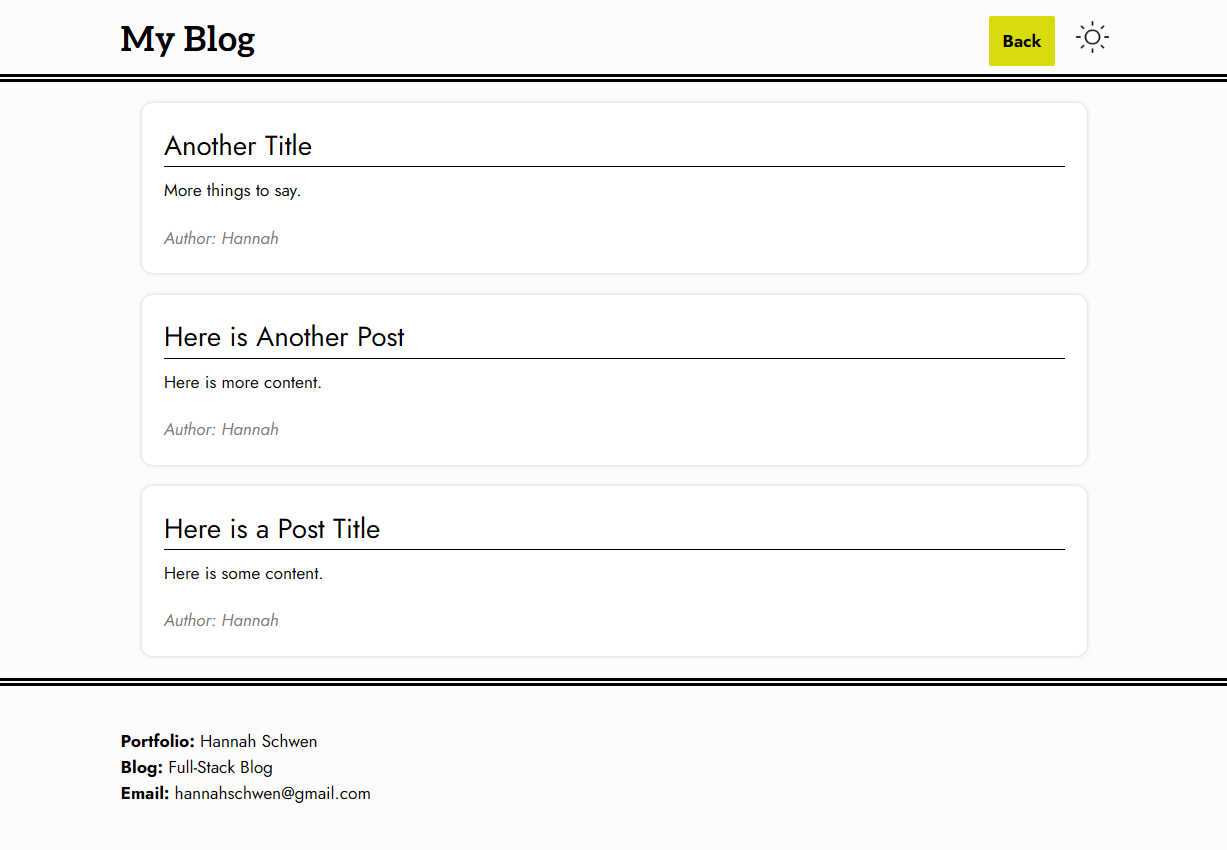 My Blog
Back
Another Title
More things to say.
Author: Hannah
Here is Another Post
Here is more content.
Author: Hannah
Here is a Post Title
Here is some content.
Author: Hannah
Portfolio: Hannah Schwen
Blog: Full-Stack Blog
Email: hannahschwen@gmail.com